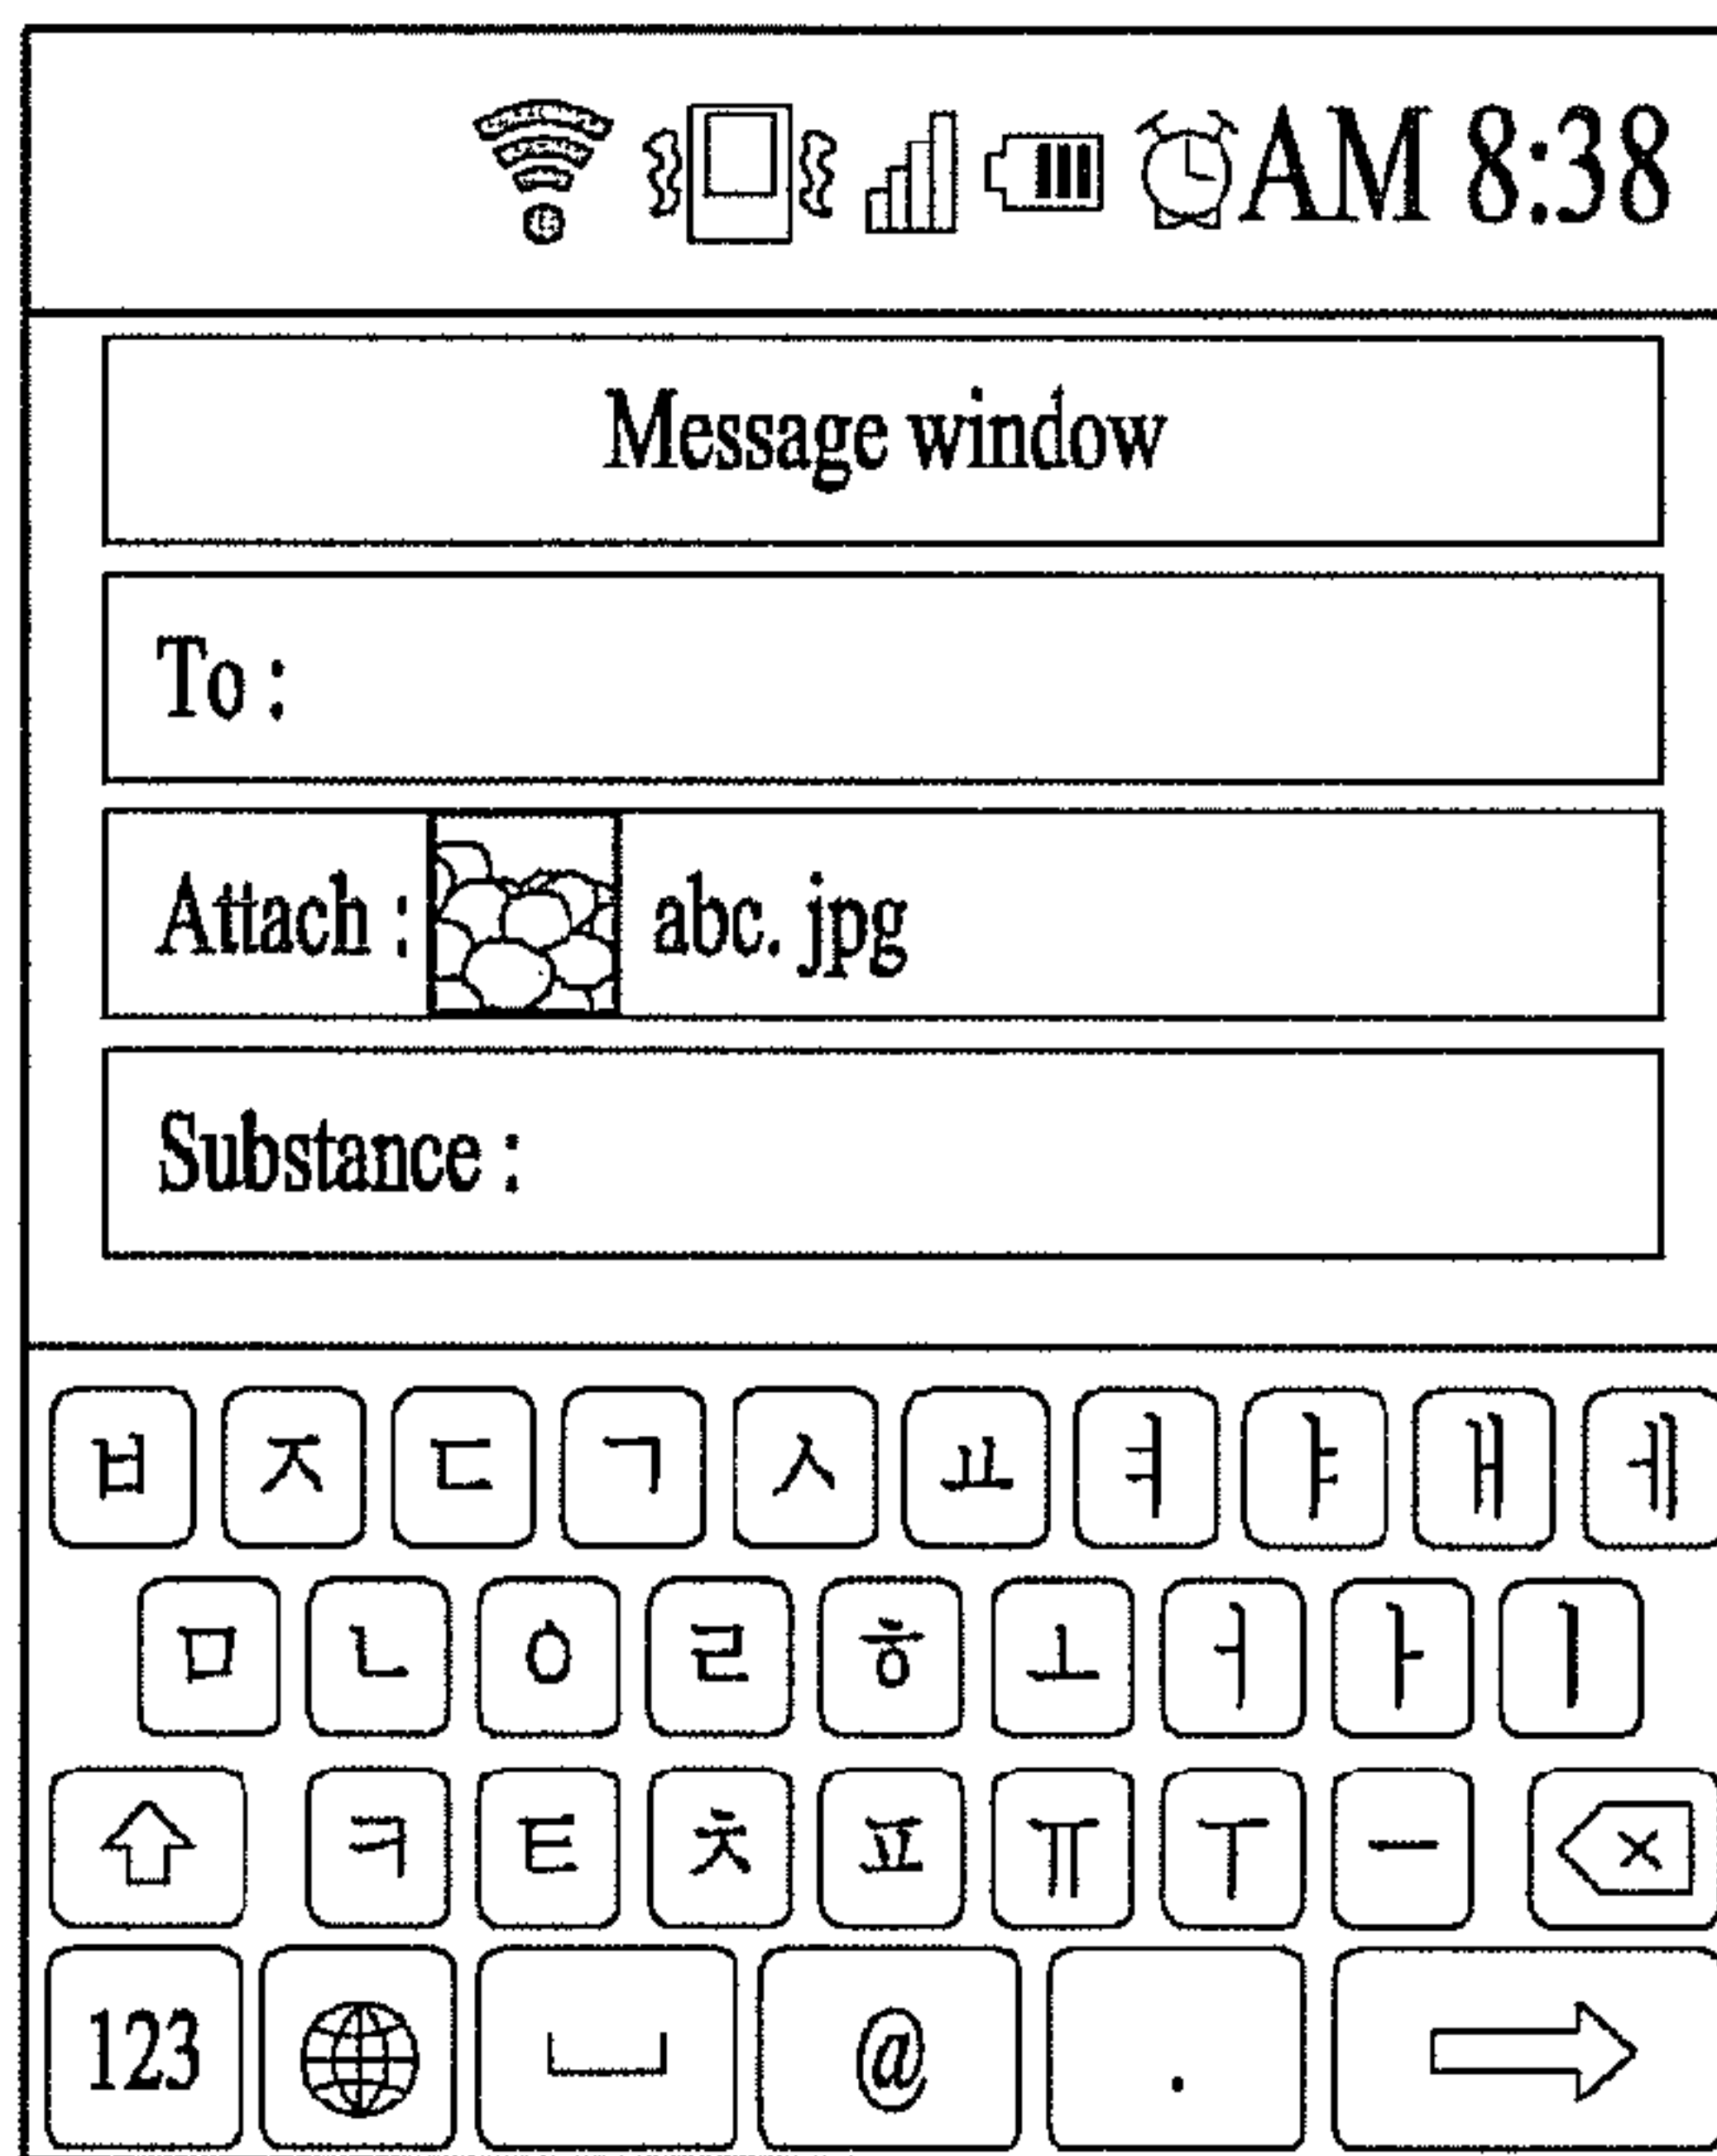 AM 8:38
Message window
To :
Attach : abc. jpg
Substance :
ㅂ ㅈ ㄷ ㄱ ㅅ ㅛ ㅕ ㅑ ㅐ ㅔ
ㅁ ㄴ ㅇ ㄹ ㅎ ㅗ ㅓ ㅏ ㅣ
ㅋ ㅌ ㅊ ㅍ ㅠ ㅜ ㅡ
123 @ .